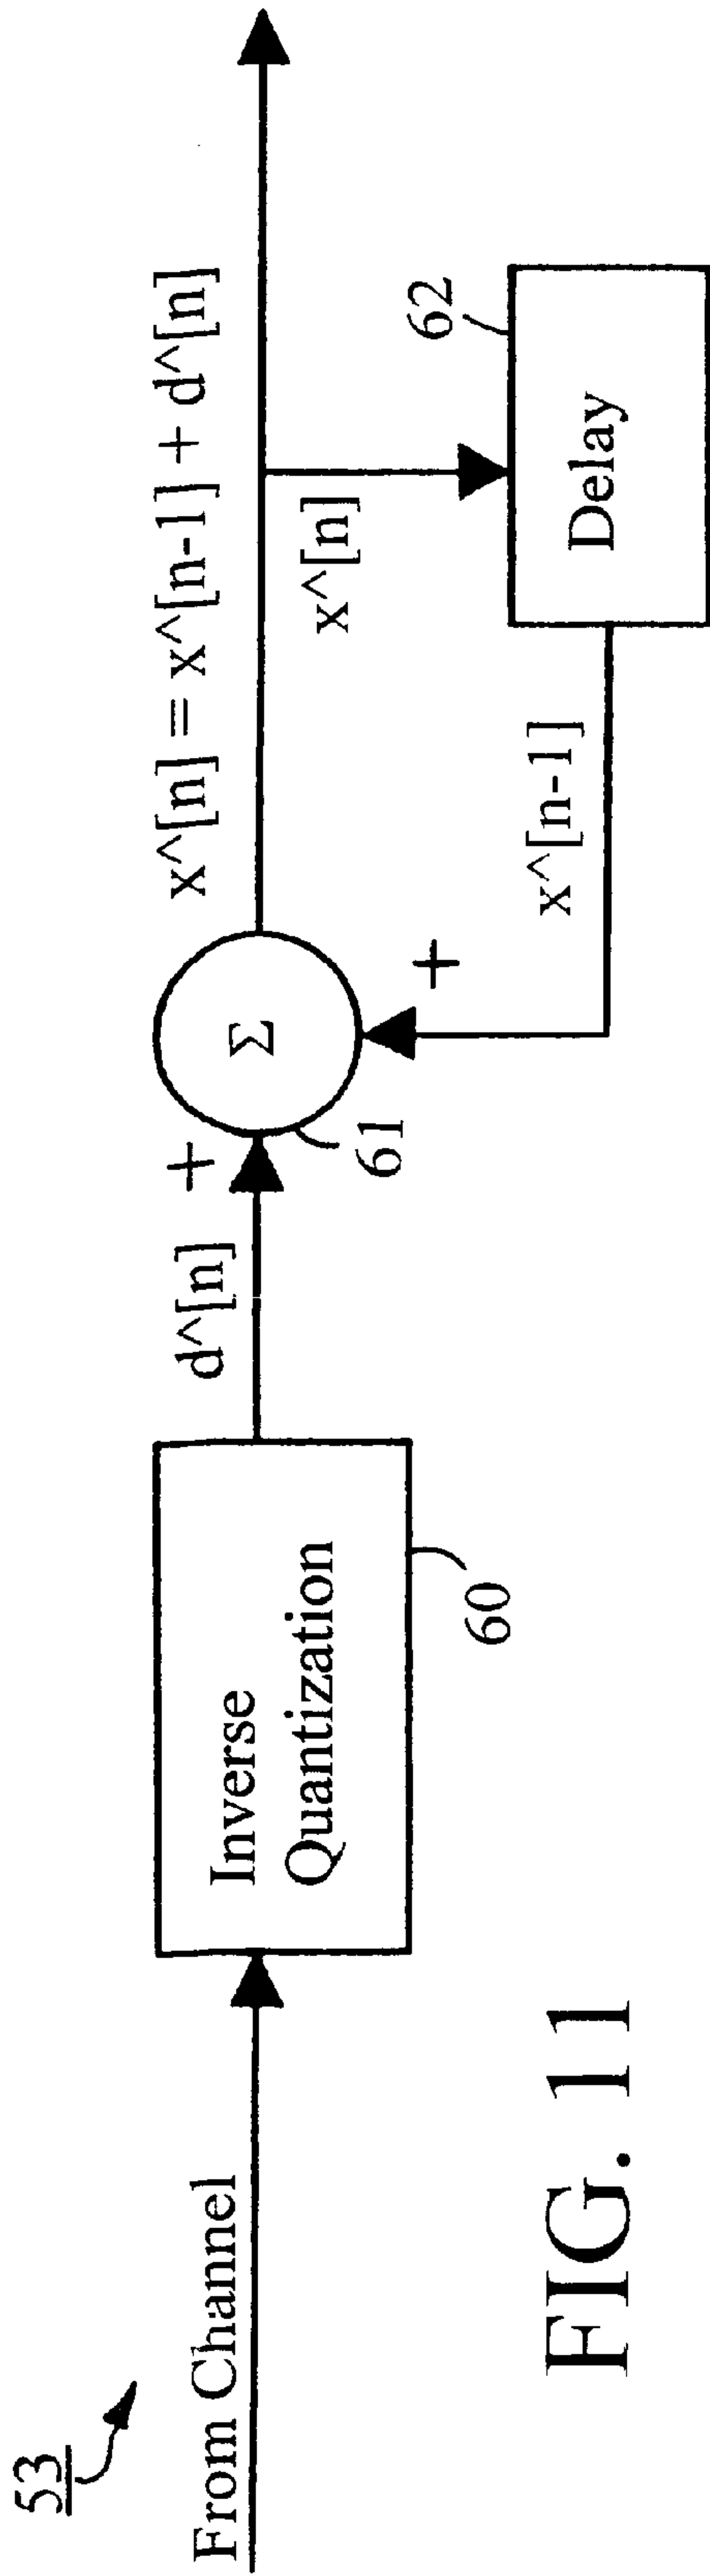 53
From Channel
Inverse
Quantization
60
d^[n]
+
Σ
61
+
x^[n] = x^[n-1] + d^[n]
x^[n]
x^[n-1]
Delay
62
FIG. 11